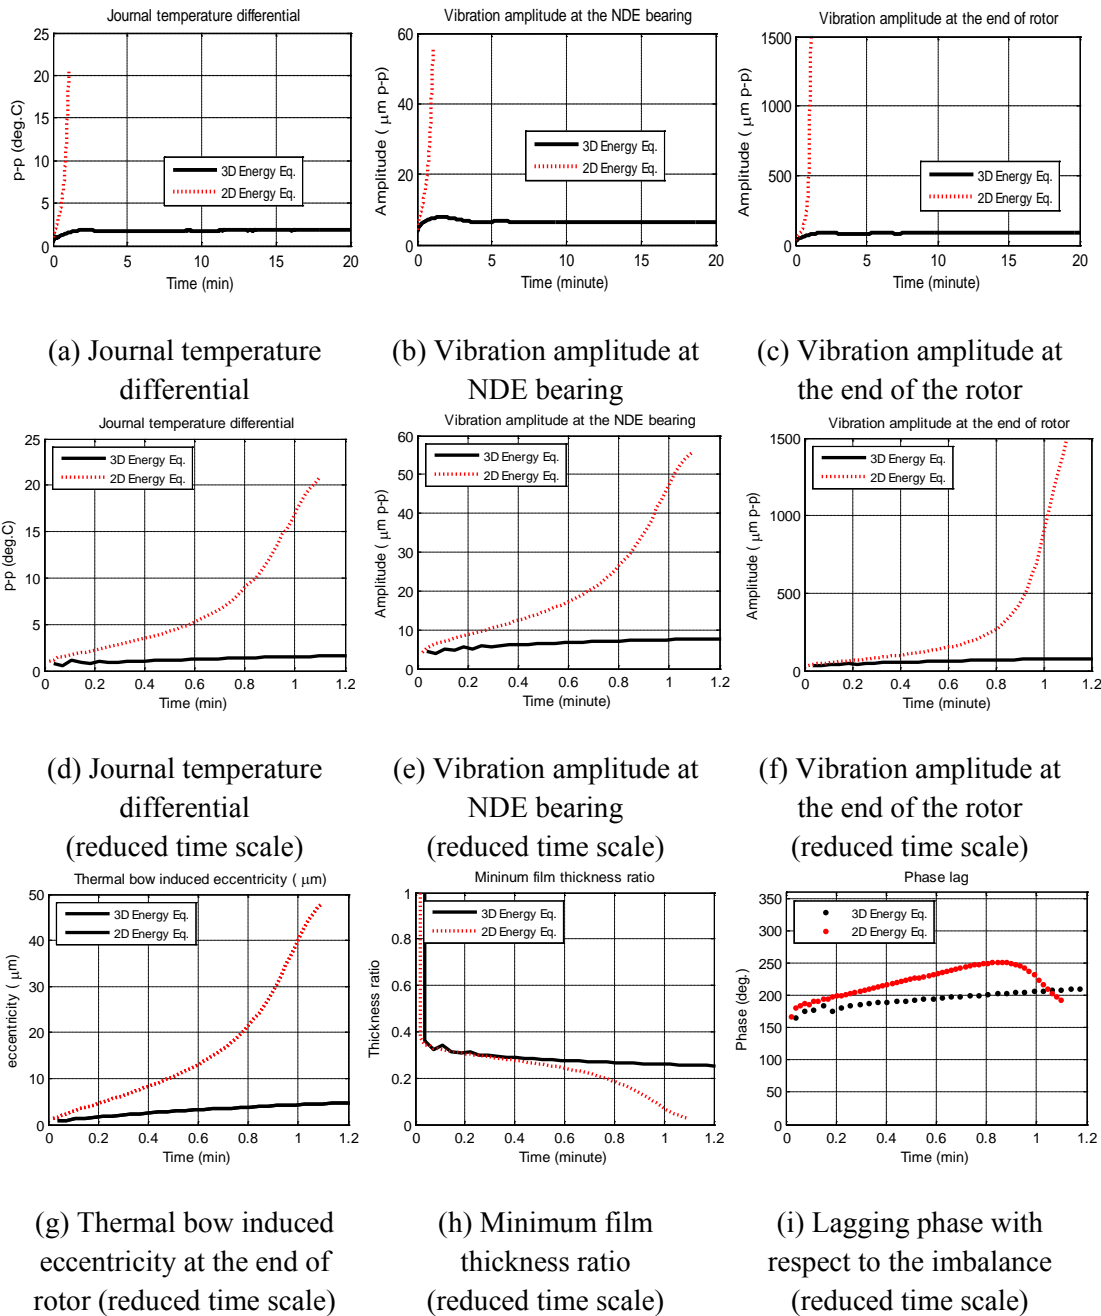 Journal temperature differential
p-p (deg.C)
25
20
15
10
5
0
3D Energy Eq.
2D Energy Eq.
0 5 10 15 20
Time (min)
Vibration amplitude at the NDE bearing
Amplitude ( μm p-p)
60
40
20
0
3D Energy Eq.
2D Energy Eq.
0 5 10 15 20
Time (minute)
Vibration amplitude at the end of rotor
Amplitude ( μm p-p)
1500
1000
500
0
3D Energy Eq.
2D Energy Eq.
0 5 10 15 20
Time (minute)
(a) Journal temperature
differential
(b) Vibration amplitude at
NDE bearing
(c) Vibration amplitude at
the end of the rotor
Journal temperature differential
p-p (deg.C)
25
20
15
10
5
0
3D Energy Eq.
2D Energy Eq.
0 0.2 0.4 0.6 0.8 1 1.2
Time (min)
Vibration amplitude at the NDE bearing
Amplitude ( μm p-p)
60
50
40
30
20
10
0
3D Energy Eq.
2D Energy Eq.
0 0.2 0.4 0.6 0.8 1 1.2
Time (minute)
Vibration amplitude at the end of rotor
Amplitude ( μm p-p)
1500
1000
500
0
3D Energy Eq.
2D Energy Eq.
0 0.2 0.4 0.6 0.8 1 1.2
Time (minute)
(d) Journal temperature
differential
(reduced time scale)
(e) Vibration amplitude at
NDE bearing
(reduced time scale)
(f) Vibration amplitude at
the end of the rotor
(reduced time scale)
Thermal bow induced eccentricity ( μm)
eccentricity ( μm)
50
40
30
20
10
0
3D Energy Eq.
2D Energy Eq.
0 0.2 0.4 0.6 0.8 1 1.2
Time (min)
Mininum film thickness ratio
Thickness ratio
1
0.8
0.6
0.4
0.2
0
3D Energy Eq.
2D Energy Eq.
0 0.2 0.4 0.6 0.8 1 1.2
Time (minute)
Phase lag
Phase (deg.)
350
300
250
200
150
100
50
0
3D Energy Eq.
2D Energy Eq.
0 0.2 0.4 0.6 0.8 1 1.2
Time (min)
(g) Thermal bow induced
eccentricity at the end of
rotor (reduced time scale)
(h) Minimum film
thickness ratio
(reduced time scale)
(i) Lagging phase with
respect to the imbalance
(reduced time scale)